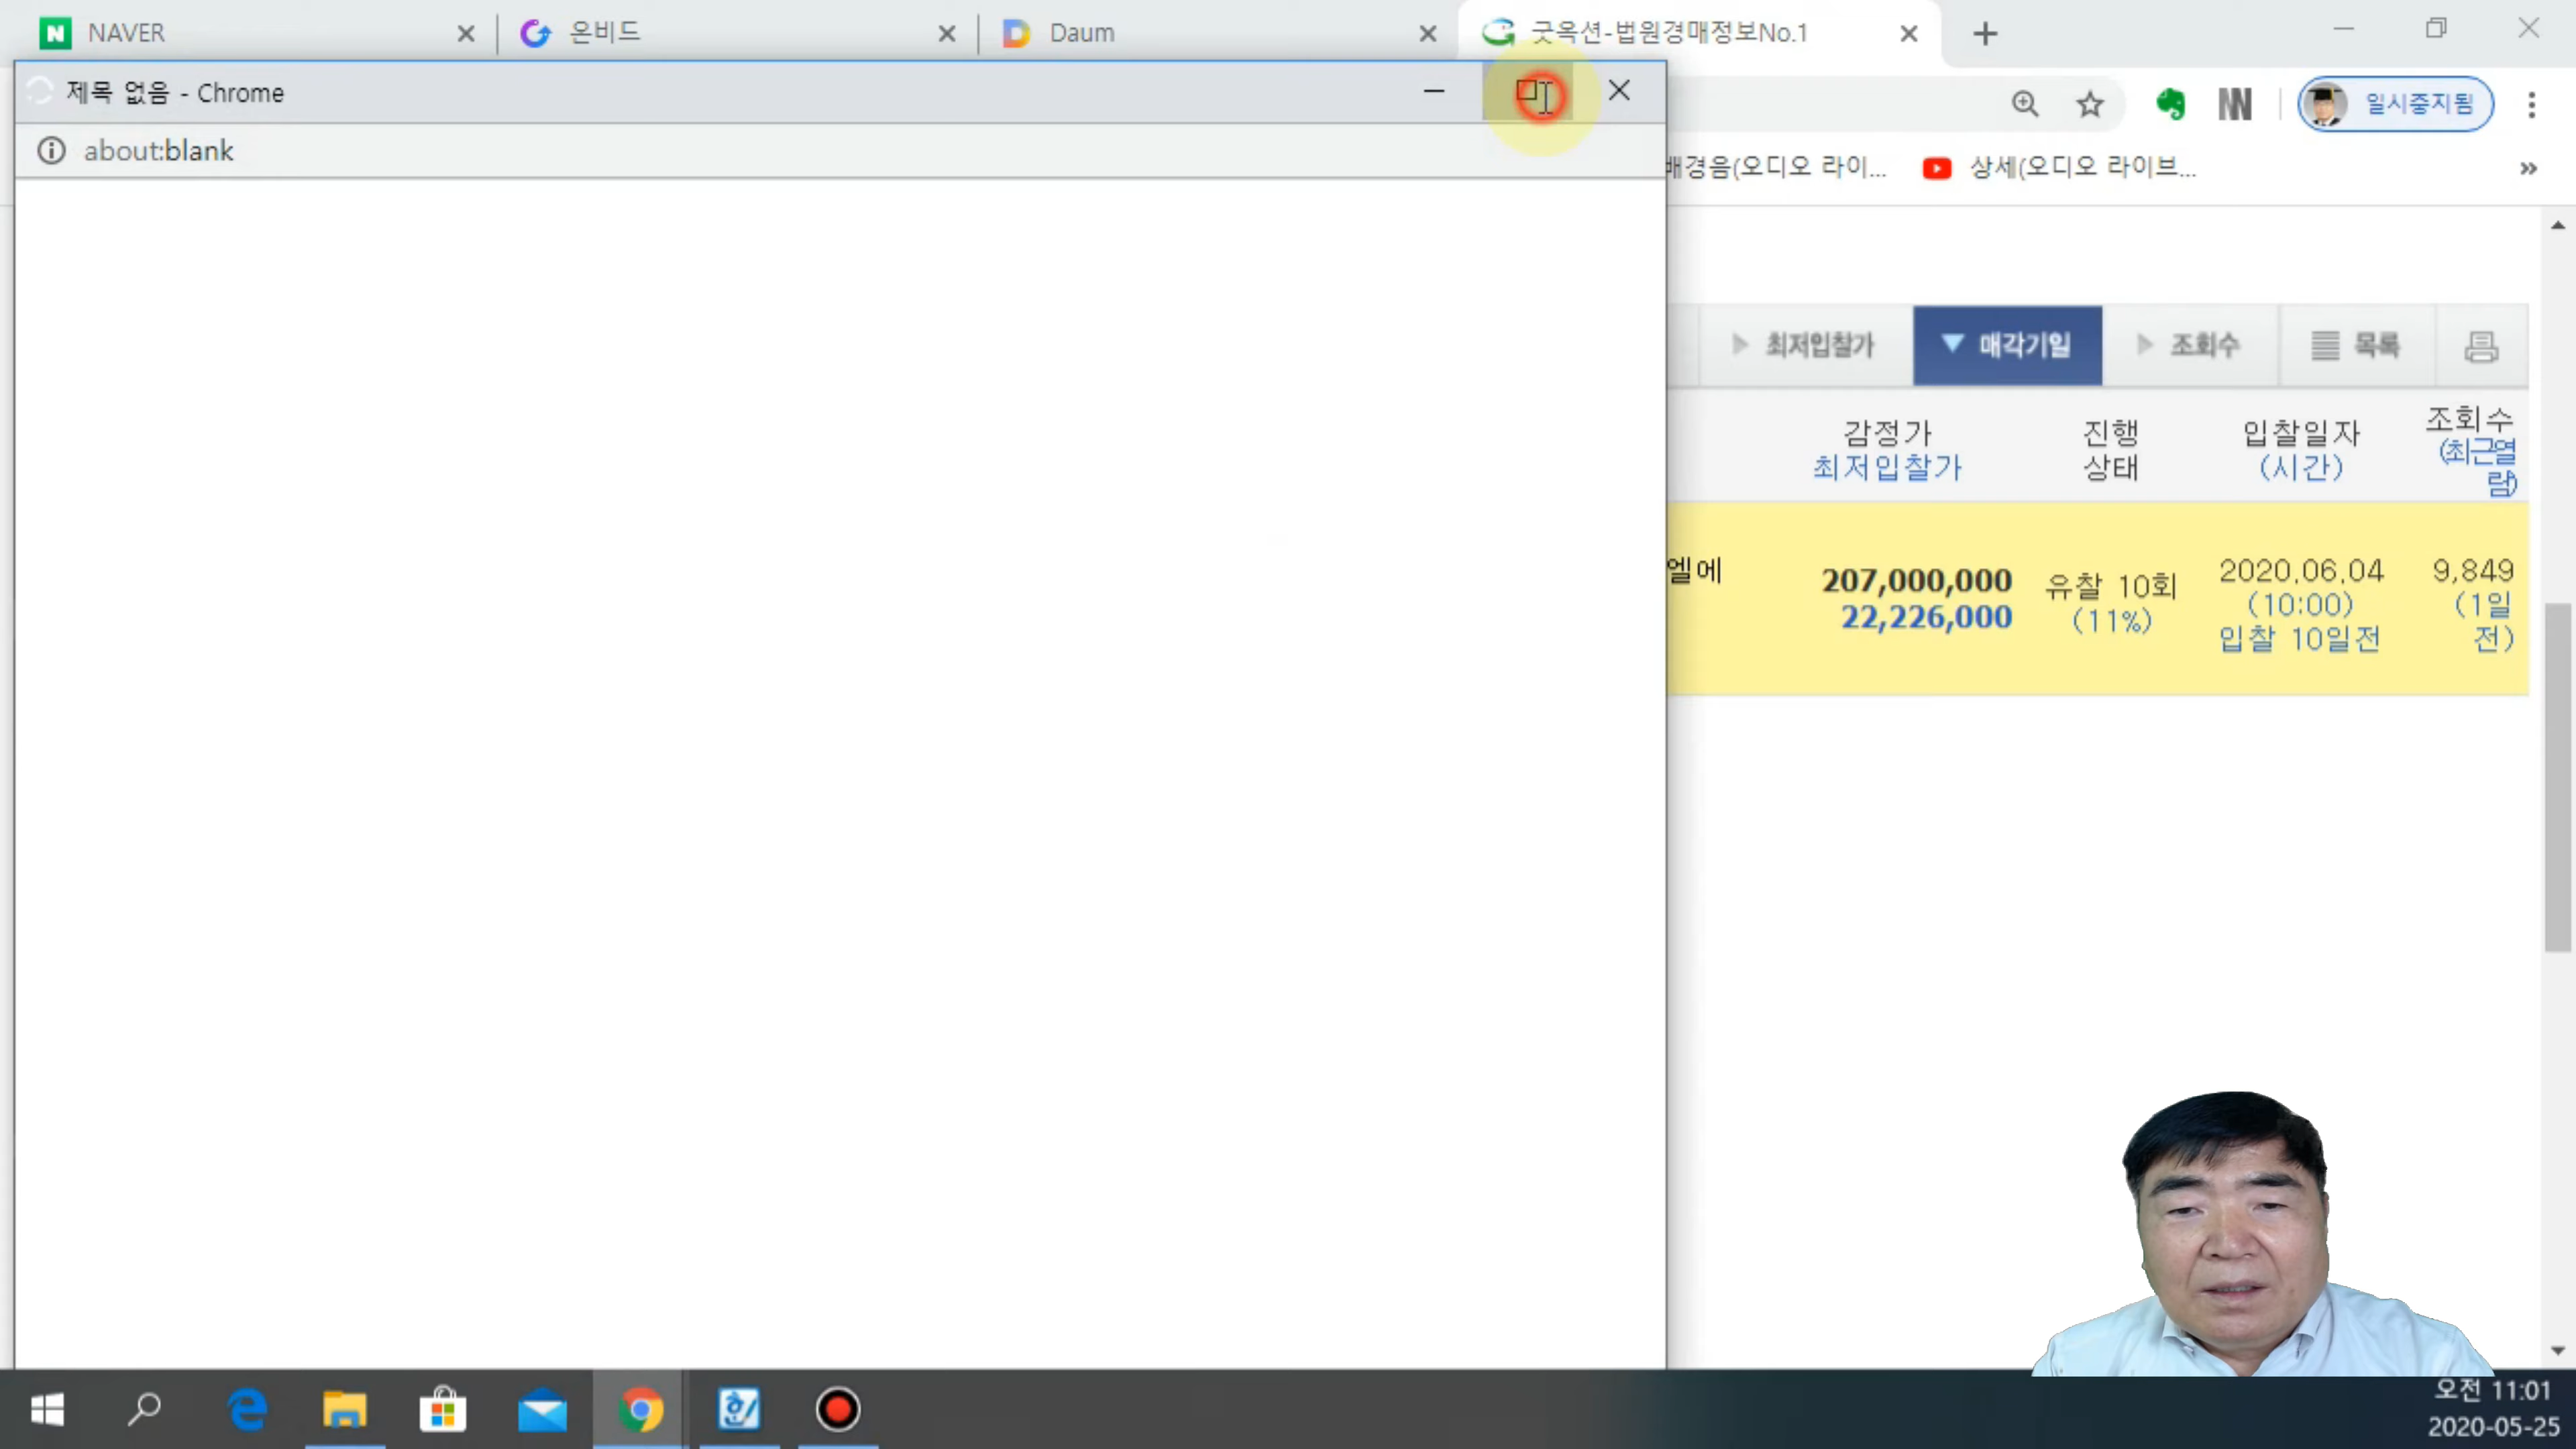 NAVER
온비드
Daum
굿옥션-법원경매정보No.1
제목 없음 - Chrome
about:blank
일시중지됨
배경음(오디오 라이...
상세(오디오 라이브...
최저입찰가
매각기일
조회수
목록
감정가
최저입찰가
진행
상태
입찰일자
(시간)
조회수
(최근열
람)
엘에
207,000,000
22,226,000
유찰 10회
(11%)
2020.06.04
(10:00)
입찰 10일전
9,849
(1일
전)
오전 11:01
2020-05-25